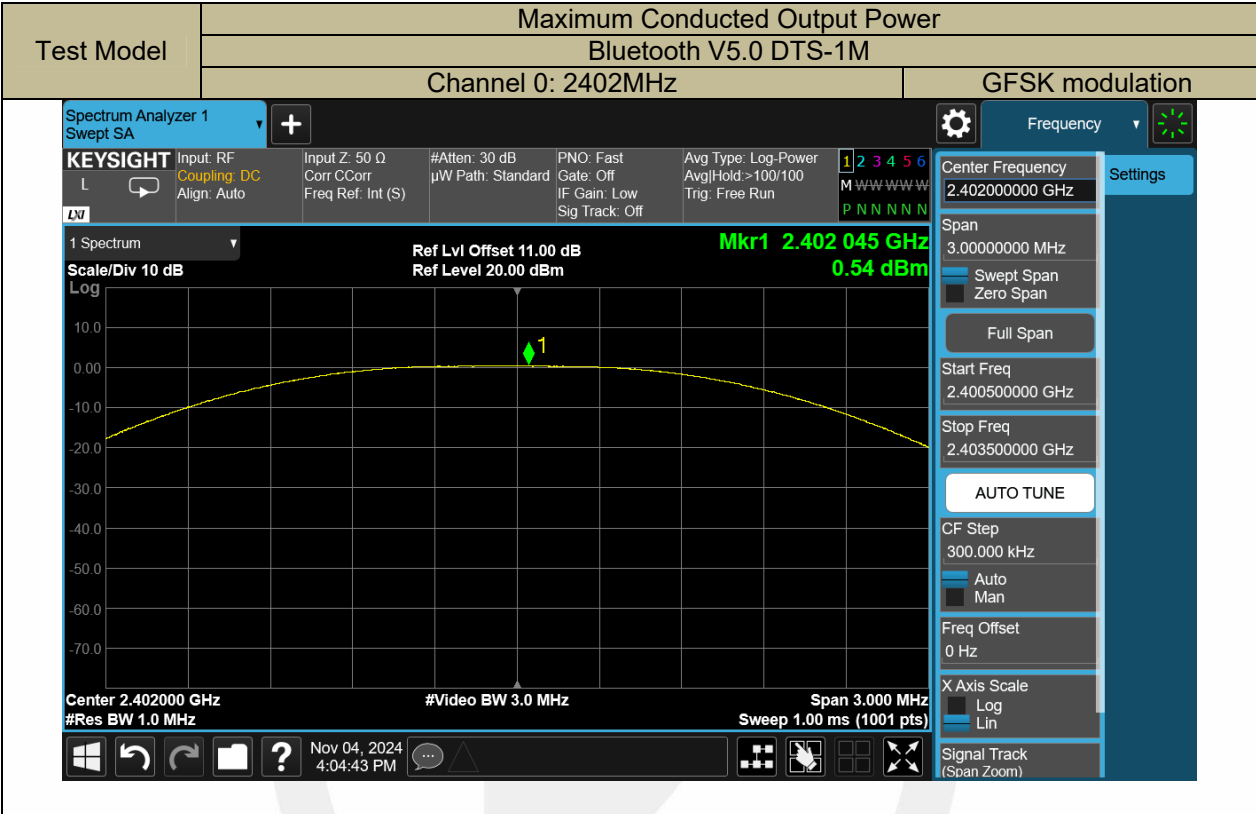 Test Model
Maximum Conducted Output Power
Bluetooth V5.0 DTS-1M
Channel 0: 2402MHz
GFSK modulation
Spectrum Analyzer 1
Swept SA
Frequency
KEYSIGHT
L
LXI
Input: RF
Coupling: DC
Align: Auto
Input Z: 50 Ω
Corr CCorr
Freq Ref: Int (S)
#Atten: 30 dB
µW Path: Standard
PNO: Fast
Gate: Off
IF Gain: Low
Sig Track: Off
Avg Type: Log-Power
Avg|Hold:>100/100
Trig: Free Run
1 2 3 4 5 6
M W W W W W
P N N N N N
1 Spectrum
Scale/Div 10 dB
Log
Ref Lvl Offset 11.00 dB
Ref Level 20.00 dBm
Mkr1 2.402 045 GHz
0.54 dBm
1
10.0
0.00
-10.0
-20.0
-30.0
-40.0
-50.0
-60.0
-70.0
Center 2.402000 GHz
#Res BW 1.0 MHz
#Video BW 3.0 MHz
Span 3.000 MHz
Sweep 1.00 ms (1001 pts)
?
Nov 04, 2024
4:04:43 PM
Center Frequency
2.402000000 GHz
Settings
Span
3.00000000 MHz
Swept Span
Zero Span
Full Span
Start Freq
2.400500000 GHz
Stop Freq
2.403500000 GHz
AUTO TUNE
CF Step
300.000 kHz
Auto
Man
Freq Offset
0 Hz
X Axis Scale
Log
Lin
Signal Track
(Span Zoom)